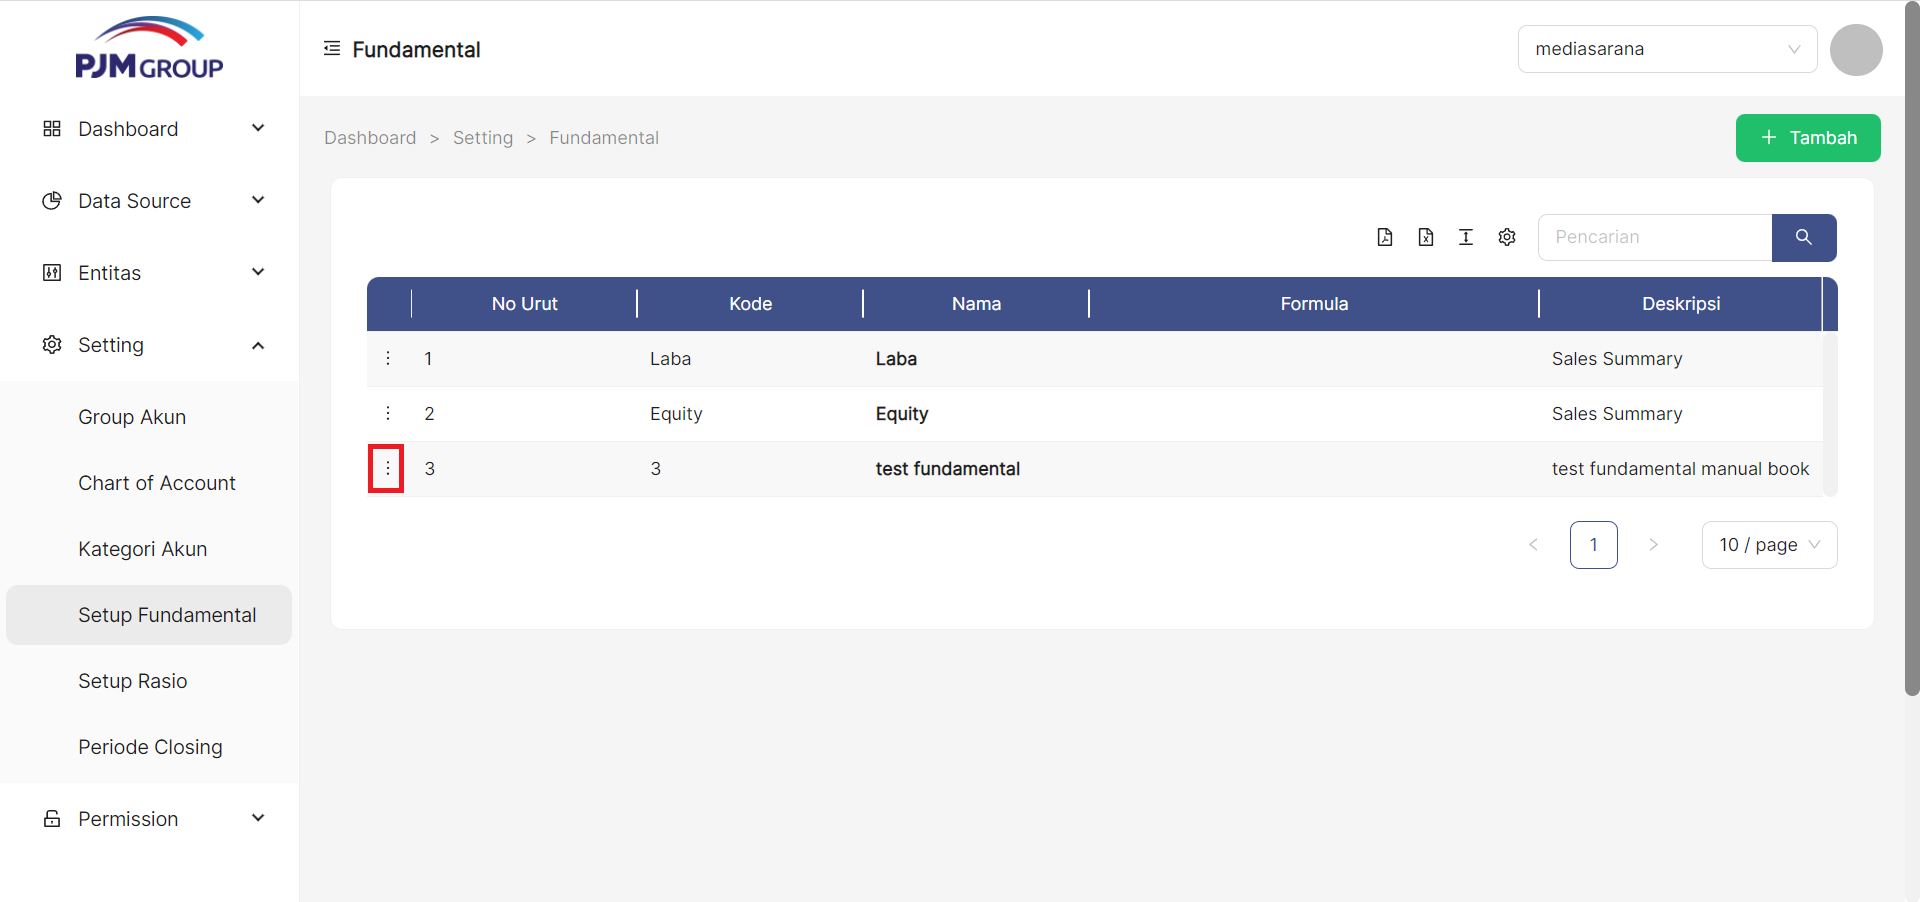 PJM GROUP
Fundamental
mediasarana
Dashboard
Data Source
Entitas
Setting
Group Akun
Chart of Account
Kategori Akun
Setup Fundamental
Setup Rasio
Periode Closing
Permission
Dashboard > Setting > Fundamental
+ Tambah
Pencarian
No Urut Kode Nama Formula Deskripsi
1 Laba Laba Sales Summary
2 Equity Equity Sales Summary
3 3 test fundamental test fundamental manual book
< 1 > 10 / page